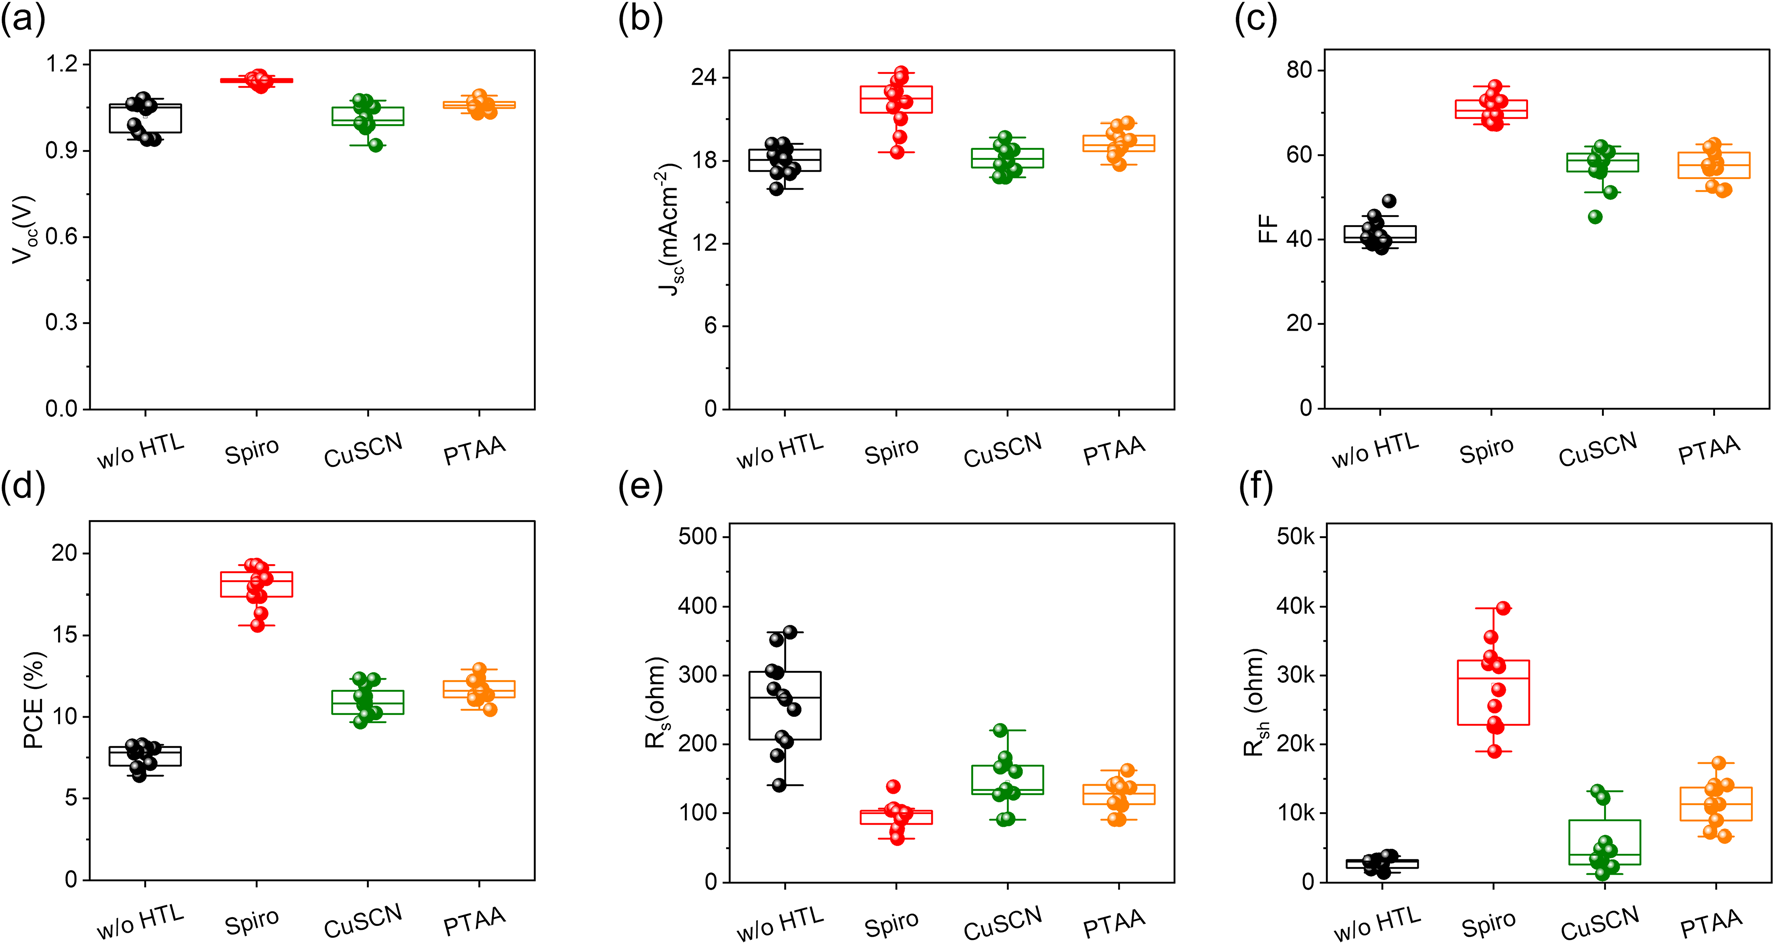 (a)
1.2
0.9
0.6
0.3
0.0
Voc(V)
w/o HTL
Spiro
CuSCN
PTAA
(b)
24
18
12
6
0
Jsc(mAcm-2)
w/o HTL
Spiro
CuSCN
PTAA
(c)
80
60
40
20
0
FF
w/o HTL
Spiro
CuSCN
PTAA
(d)
20
15
10
5
0
PCE (%)
w/o HTL
Spiro
CuSCN
PTAA
(e)
500
400
300
200
100
0
Rs(ohm)
w/o HTL
Spiro
CuSCN
PTAA
(f)
50k
40k
30k
20k
10k
0
Rsh (ohm)
w/o HTL
Spiro
CuSCN
PTAA